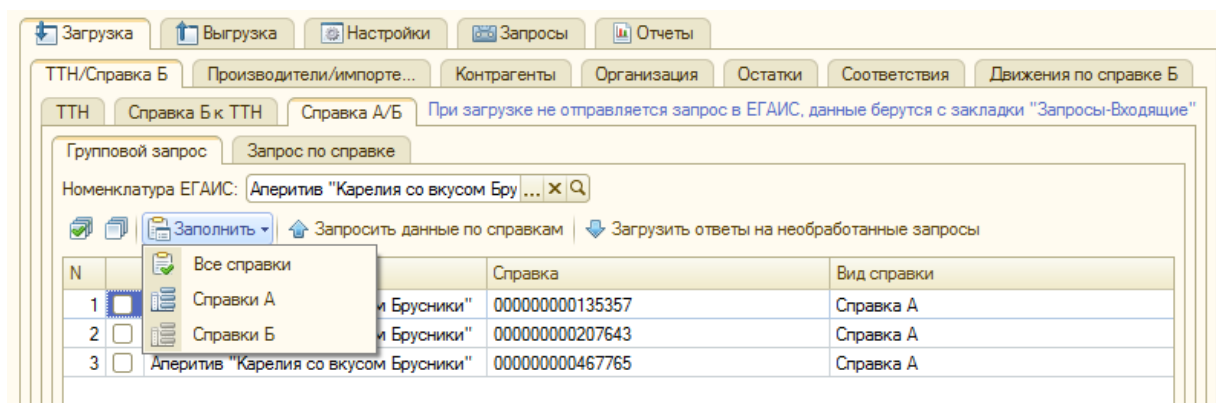 Загрузка Выгрузка Настройки Запросы Отчеты
ТТН/Справка Б Производители/импорте... Контрагенты Организация Остатки Соответствия Движения по справке Б
ТТН Справка Б к ТТН Справка А/Б При загрузке не отправляется запрос в ЕГАИС, данные берутся с закладки "Запросы-Входящие"
Групповой запрос Запрос по справке
Номенклатура ЕГАИС: Аперитив "Карелия со вкусом Бру ...
Заполнить Запросить данные по справкам Загрузить ответы на необработанные запросы
N Справка Вид справки
Все справки
1 м Брусники" 000000000135357 Справка А
Справки А
2 м Брусники" 000000000207643 Справка А
Справки Б
3 Аперитив "Карелия со вкусом Брусники" 000000000467765 Справка А